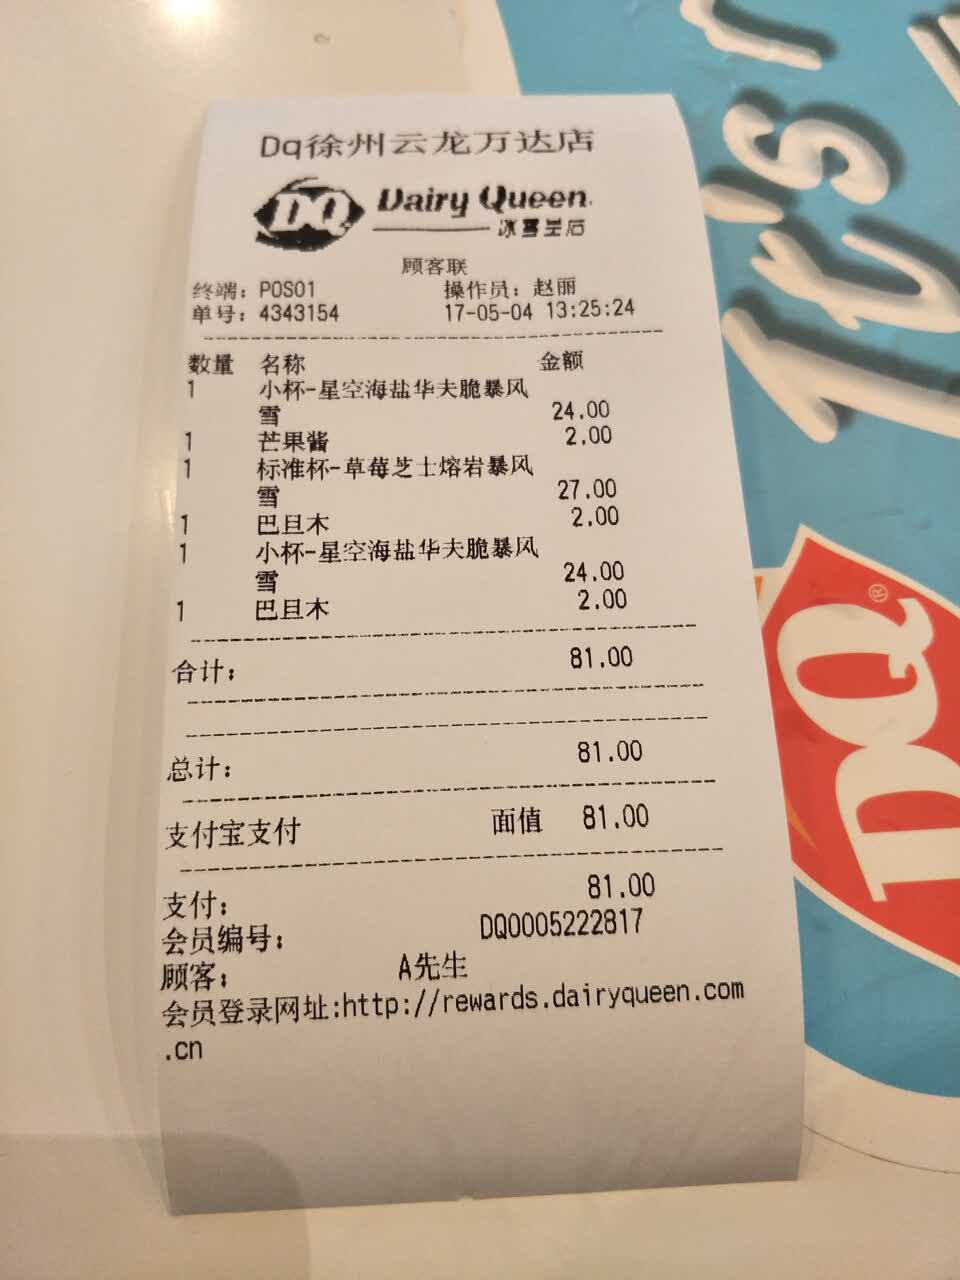 Dq徐州云龙万达店
DQ Dairy Queen.
冰雪皇后
顾客联
终端: POS01 操作员: 赵丽
单号: 4343154 17-05-04 13:25:24
数量 名称 金额
1 小杯-星空海盐华夫脆暴风
雪 24.00
1 芒果酱 2.00
1 标准杯-草莓芝士熔岩暴风
雪 27.00
1 巴旦木 2.00
1 小杯-星空海盐华夫脆暴风
雪 24.00
1 巴旦木 2.00
合计: 81.00
总计: 81.00
支付宝支付 面值 81.00
支付: 81.00
会员编号: DQ0005222817
顾客: A先生
会员登录网址:http://rewards.dairyqueen.com
.cn
DQ®